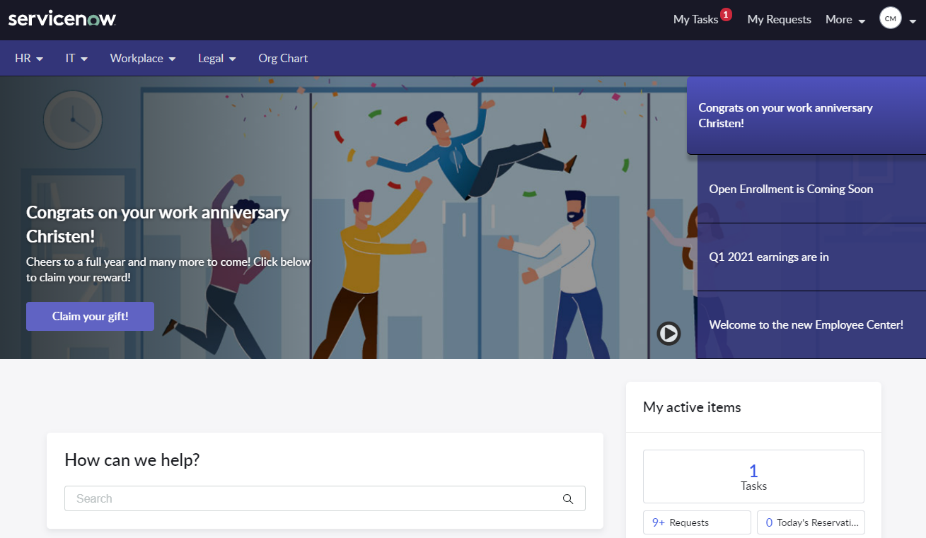 servicenow
My Tasks 1
My Requests
More
CM
HR
IT
Workplace
Legal
Org Chart
Congrats on your work anniversary
Christen!
Cheers to a full year and many more to come! Click below
to claim your reward!
Claim your gift!
Congrats on your work anniversary
Christen!
Open Enrollment is Coming Soon
Q1 2021 earnings are in
Welcome to the new Employee Center!
How can we help?
Search
My active items
1
Tasks
9+ Requests
0 Today's Reservati...